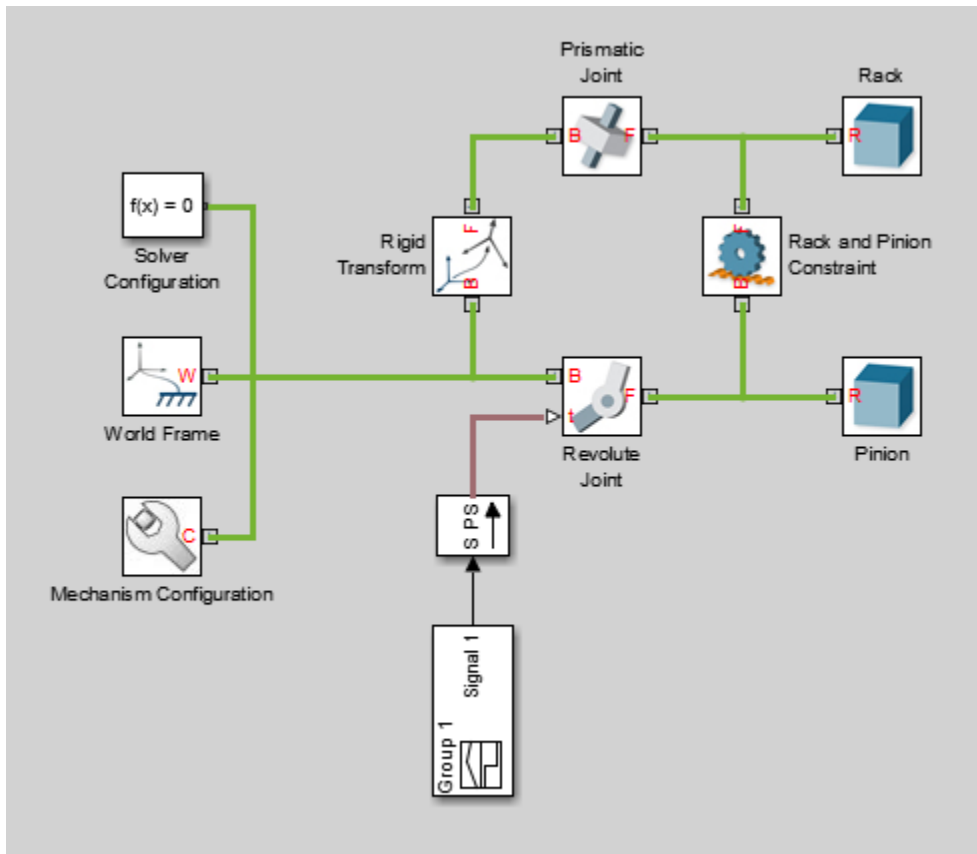 Prismatic
Joint
Rack
B
F
R
f(x) = 0
Solver
Configuration
Rigid
Transform
F
B
F
B
Rack and Pinion
Constraint
W
World Frame
B
F
t
Revolute
Joint
R
Pinion
C
Mechanism Configuration
S PS
Signal 1
Group 1